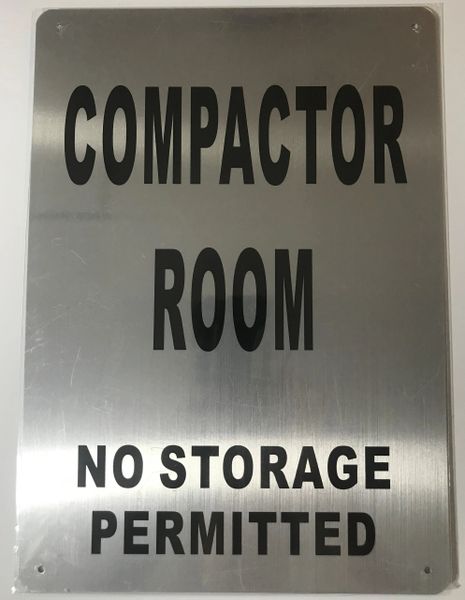 COMPACTOR
ROOM
NO STORAGE
PERMITTED